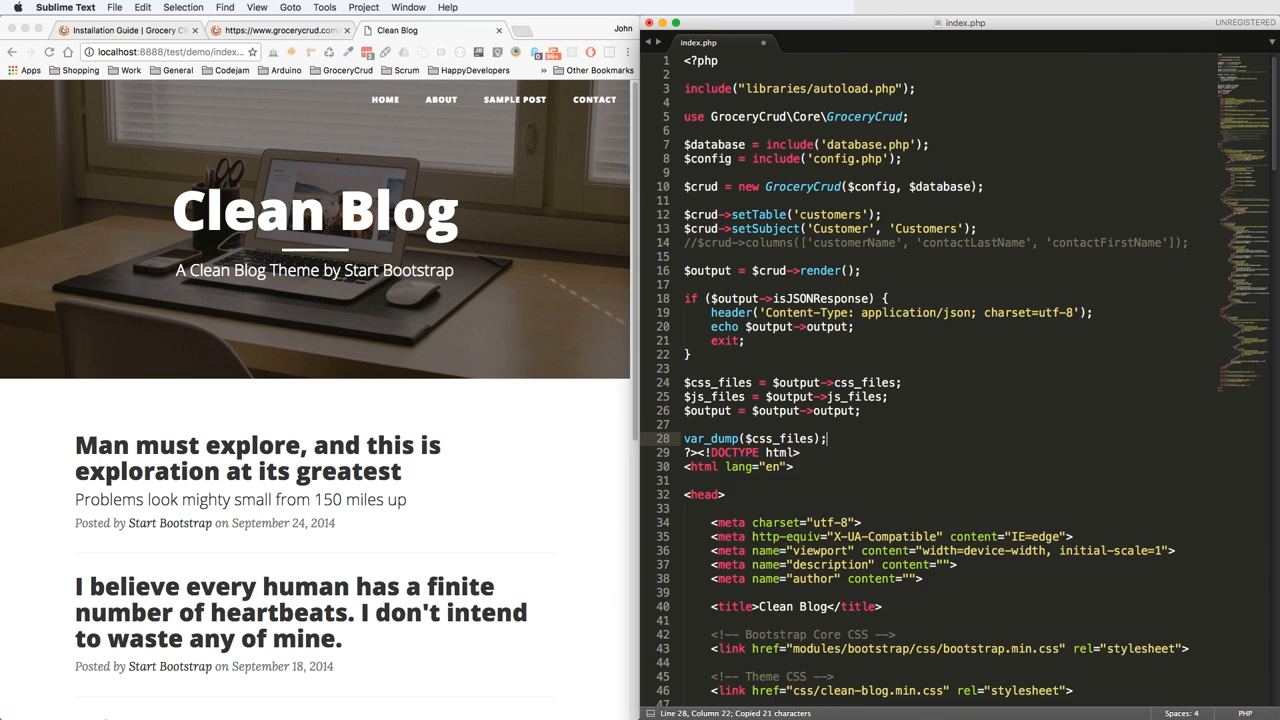 Sublime Text File Edit Selection Find View Goto Tools Project Window Help
Installation Guide | Grocery CR
https://www.grocerycrud.com/
Clean Blog
John
localhost:8888/test/demo/index...
99+
Apps Shopping Work General Codejam Arduino GroceryCrud Scrum HappyDevelopers » Other Bookmarks
HOME ABOUT SAMPLE POST CONTACT
Clean Blog
A Clean Blog Theme by Start Bootstrap
Man must explore, and this is
exploration at its greatest
Problems look mighty small from 150 miles up
Posted by Start Bootstrap on September 24, 2014
I believe every human has a finite
number of heartbeats. I don't intend
to waste any of mine.
Posted by Start Bootstrap on September 18, 2014
index.php
UNREGISTERED
index.php
1 <?php
2
3 include("libraries/autoload.php");
4
5 use GroceryCrud\Core\GroceryCrud;
6
7 $database = include('database.php');
8 $config = include('config.php');
9
10 $crud = new GroceryCrud($config, $database);
11
12 $crud->setTable('customers');
13 $crud->setSubject('Customer', 'Customers');
14 //$crud->columns(['customerName', 'contactLastName', 'contactFirstName']);
15
16 $output = $crud->render();
17
18 if ($output->isJSONResponse) {
19 header('Content-Type: application/json; charset=utf-8');
20 echo $output->output;
21 exit;
22 }
23
24 $css_files = $output->css_files;
25 $js_files = $output->js_files;
26 $output = $output->output;
27
28 var_dump($css_files);
29 ?><!DOCTYPE html>
30 <html lang="en">
31
32 <head>
33
34 <meta charset="utf-8">
35 <meta http-equiv="X-UA-Compatible" content="IE=edge">
36 <meta name="viewport" content="width=device-width, initial-scale=1">
37 <meta name="description" content="">
38 <meta name="author" content="">
39
40 <title>Clean Blog</title>
41
42 <!-- Bootstrap Core CSS -->
43 <link href="modules/bootstrap/css/bootstrap.min.css" rel="stylesheet">
44
45 <!-- Theme CSS -->
46 <link href="css/clean-blog.min.css" rel="stylesheet">
47
Line 28, Column 22; Copied 21 characters
Spaces: 4
PHP